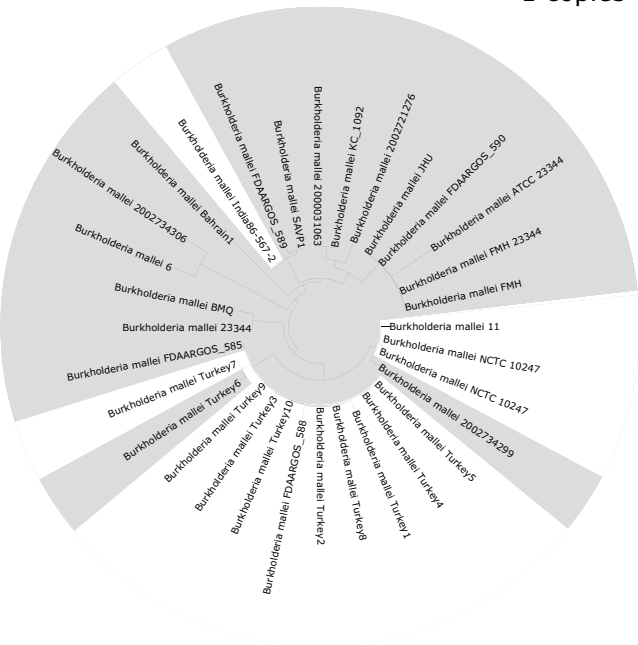 Burkholderia mallei FDAARGOS_589
Burkholderia mallei SAVP1
Burkholderia mallei 2000031063
Burkholderia mallei KC_1092
Burkholderia mallei 2002721276
Burkholderia mallei JHU
Burkholderia mallei FDAARGOS_590
Burkholderia mallei ATCC 23344
Burkholderia mallei FMH 23344
Burkholderia mallei FMH
Burkholderia mallei 11
Burkholderia mallei NCTC 10247
Burkholderia mallei NCTC 10247
Burkholderia mallei 2002734299
Burkholderia mallei Turkey5
Burkholderia mallei Turkey4
Burkholderia mallei Turkey1
Burkholderia mallei Turkey8
Burkholderia mallei Turkey2
Burkholderia mallei FDAARGOS_588
Burkholderia mallei Turkey10
Burkholderia mallei Turkey3
Burkholderia mallei Turkey9
Burkholderia mallei Turkey6
Burkholderia mallei Turkey7
Burkholderia mallei FDAARGOS_585
Burkholderia mallei 23344
Burkholderia mallei BMQ
Burkholderia mallei 6
Burkholderia mallei 2002734306
Burkholderia mallei Bahrain1
Burkholderia mallei India86-567-2